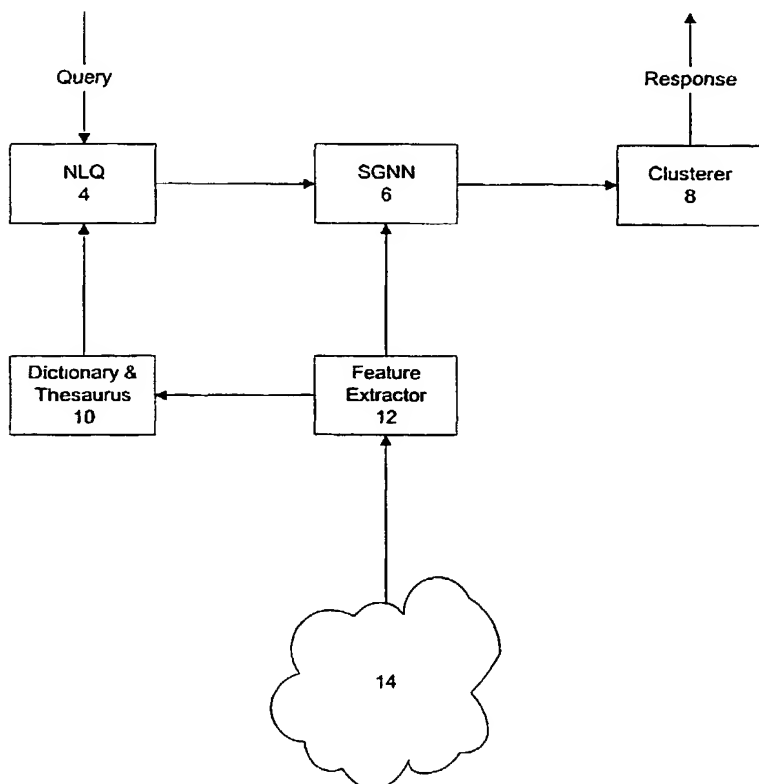 Query
Response
NLQ
4
SGNN
6
Clusterer
8
Dictionary &
Thesaurus
10
Feature
Extractor
12
14